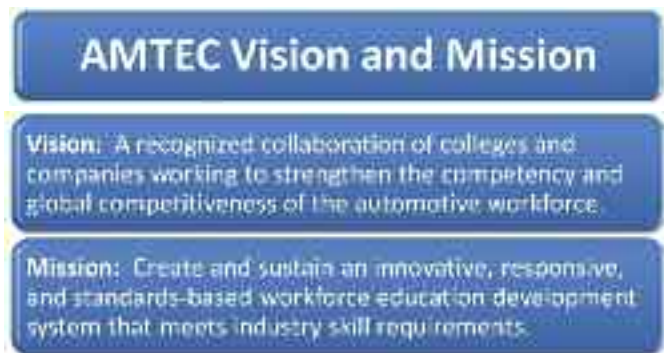 AMTEC Vision and Mission
Vision: A recognized collaboration of colleges and
companies working to strengthen the competency and
global competitiveness of the automotive workforce.
Mission: Create and sustain an innovative, responsive,
and standards-based workforce education development
system that meets industry skill requirements.